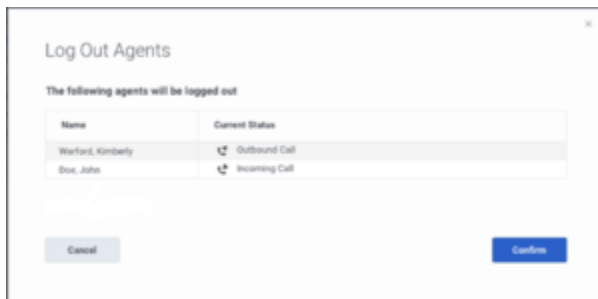 Log Out Agents
The following agents will be logged out
Name Current Status
Warford, Kimberly Outbound Call
Doe, John Incoming Call
Cancel Confirm